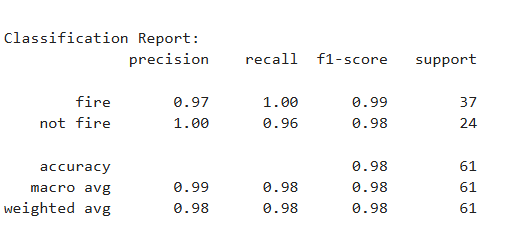 Classification Report:
precision recall f1-score support
fire 0.97 1.00 0.99 37
not fire 1.00 0.96 0.98 24
accuracy 0.98 61
macro avg 0.99 0.98 0.98 61
weighted avg 0.98 0.98 0.98 61